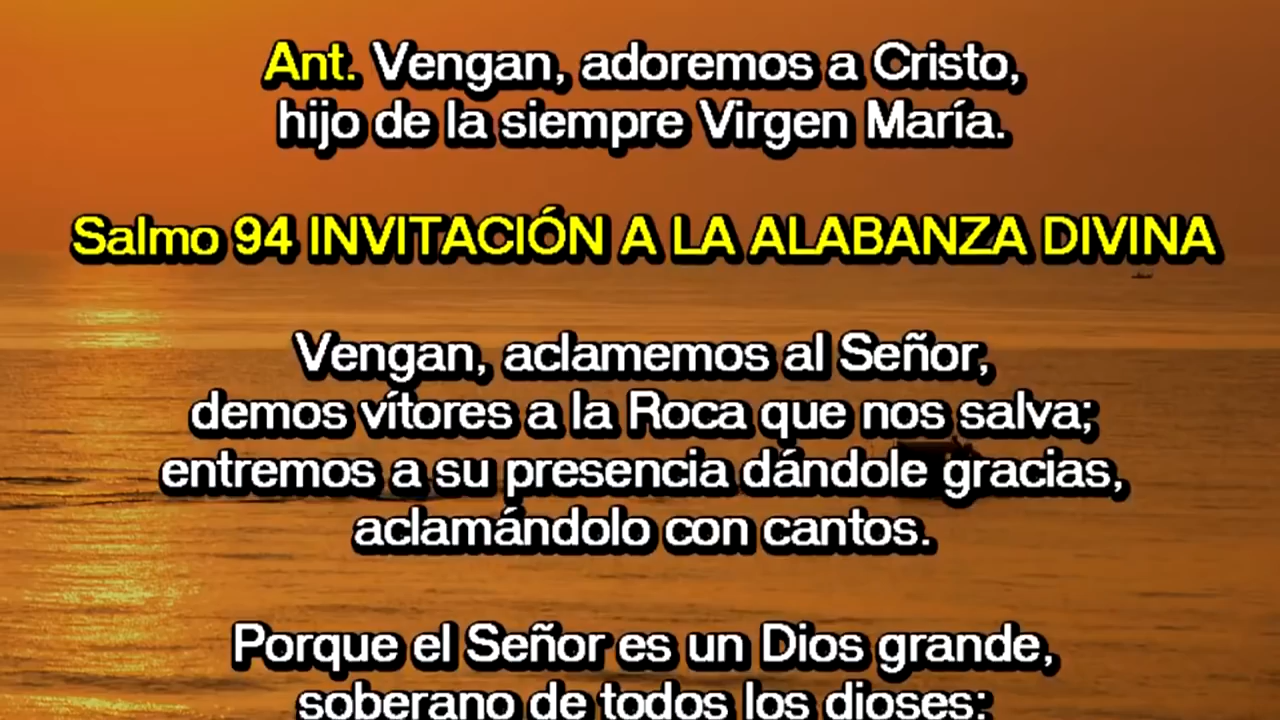 Ant. Vengan, adoremos a Cristo,
hijo de la siempre Virgen María.
Salmo 94 INVITACIÓN A LA ALABANZA DIVINA
Vengan, aclamemos al Señor,
demos vítores a la Roca que nos salva;
entremos a su presencia dándole gracias,
aclamándolo con cantos.
Porque el Señor es un Dios grande,
soberano de todos los dioses: